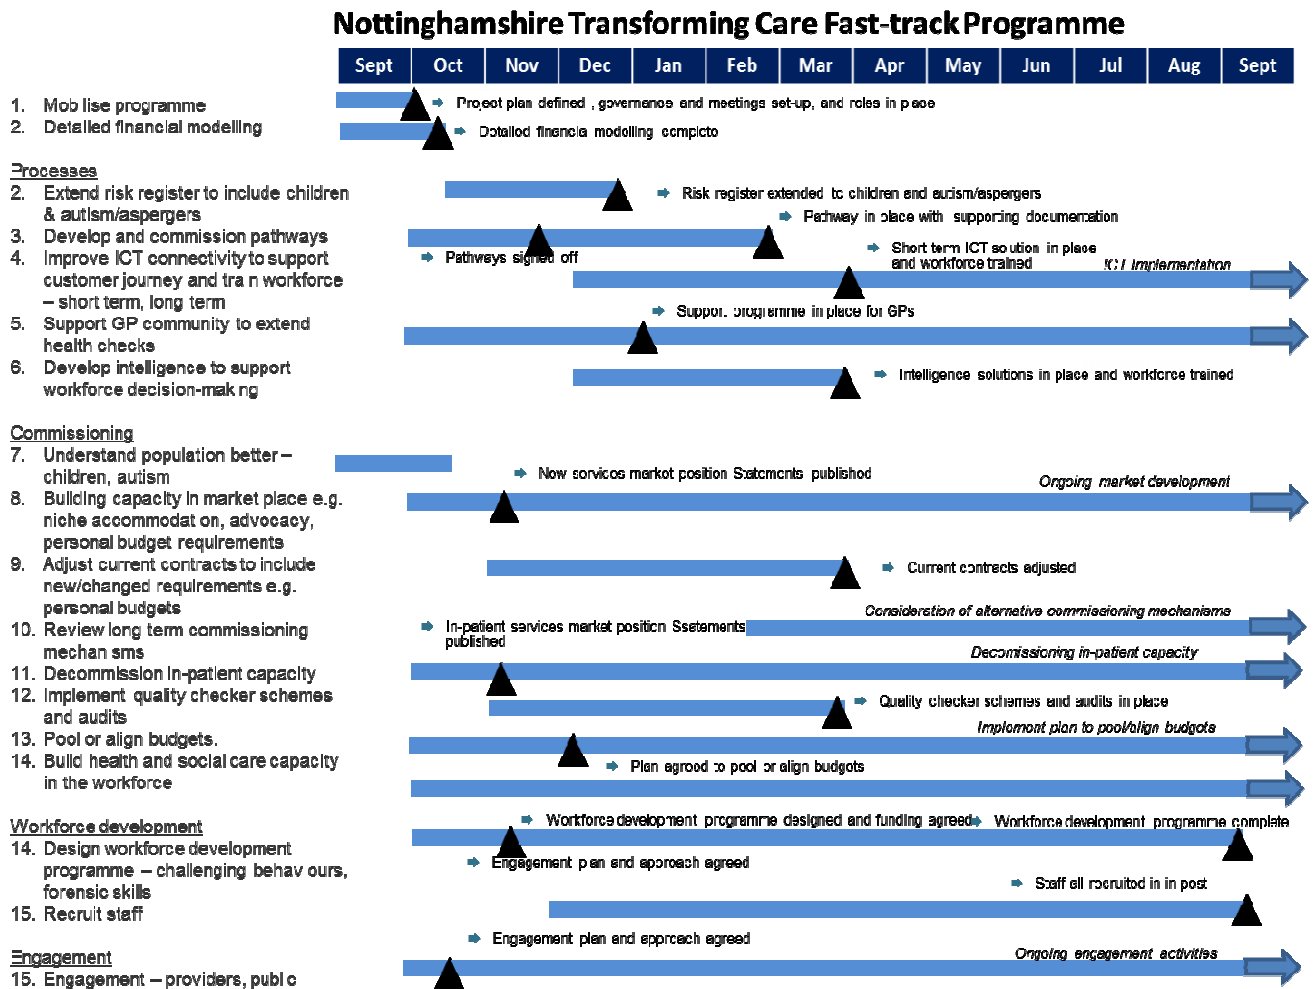 Nottinghamshire Transforming Care Fast-track Programme
Sept Oct Nov Dec Jan Feb Mar Apr May Jun Jul Aug Sept
1. Mobilise programme
Project plan defined , governance and meetings set-up, and roles in place
2. Detailed financial modelling
Detailed financial modelling complete
Processes
2. Extend risk register to include children
& autism/aspergers
Risk register extended to children and autism/aspergers
Pathway in place with supporting documentation
3. Develop and commission pathways
Pathways signed off
4. Improve ICT connectivity to support
customer journey and train workforce
– short term, long term
Short term ICT solution in place
and workforce trained
ICT Implementation
Support programme in place for GPs
5. Support GP community to extend
health checks
6. Develop intelligence to support
workforce decision-making
Intelligence solutions in place and workforce trained
Commissioning
7. Understand population better –
children, autism
New services market position Statements published
Ongoing market development
8. Building capacity in market place e.g.
niche accommodation, advocacy,
personal budget requirements
9. Adjust current contracts to include
new/changed requirements e.g.
personal budgets
Current contracts adjusted
Consideration of alternative commissioning mechanisms
10. Review long term commissioning
mechanisms
In-patient services market position Sstatements
published
Decomissioning in-patient capacity
11. Decommission in-patient capacity
12. Implement quality checker schemes
and audits
Quality checker schemes and audits in place
Implement plan to pool/align budgets
13. Pool or align budgets.
Plan agreed to pool or align budgets
14. Build health and social care capacity
in the workforce
Workforce development
Workforce development programme designed and funding agreed
Workforce development programme complete
14. Design workforce development
programme – challenging behaviours,
forensic skills
Engagement plan and approach agreed
Staff all recruited in in post
15. Recruit staff
Engagement plan and approach agreed
Engagement
Ongoing engagement activities
15. Engagement – providers, public